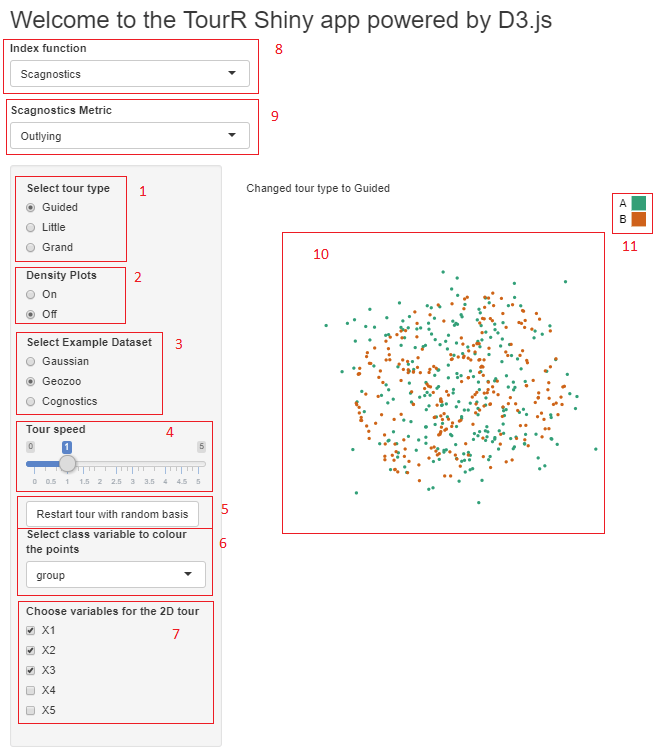 Welcome to the TourR Shiny app powered by D3.js
Index function
8
Scagnostics
Scagnostics Metric
9
Outlying
Select tour type
1
Guided
Little
Grand
Changed tour type to Guided
A
B
11
Density Plots
2
On
Off
10
Select Example Dataset
3
Gaussian
Geozoo
Cognostics
Tour speed
4
0 1 5
0 0.5 1 1.5 2 2.5 3 3.5 4 4.5 5
Restart tour with random basis
5
Select class variable to colour
the points
6
group
Choose variables for the 2D tour
7
X1
X2
X3
X4
X5